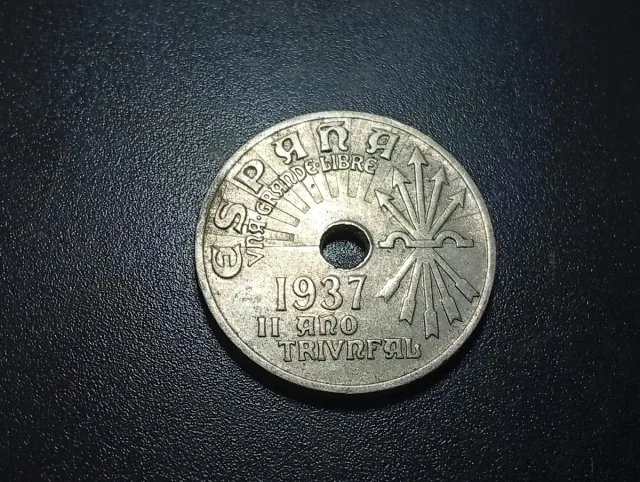 ESPAÑA
VNA·GRANDE·LIBRE
1937
II AÑO
TRIVNFAL